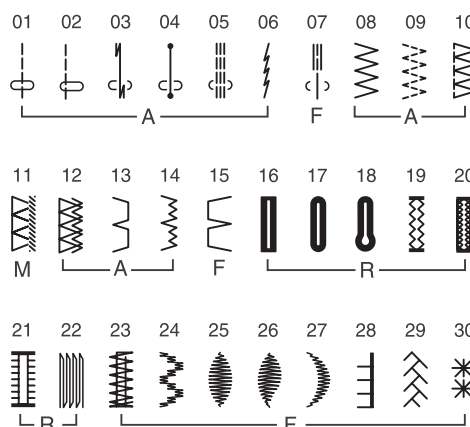 01 02 03 04 05 06 07 08 09 10
A F A
11 12 13 14 15 16 17 18 19 20
M A F R
21 22 23 24 25 26 27 28 29 30
R F